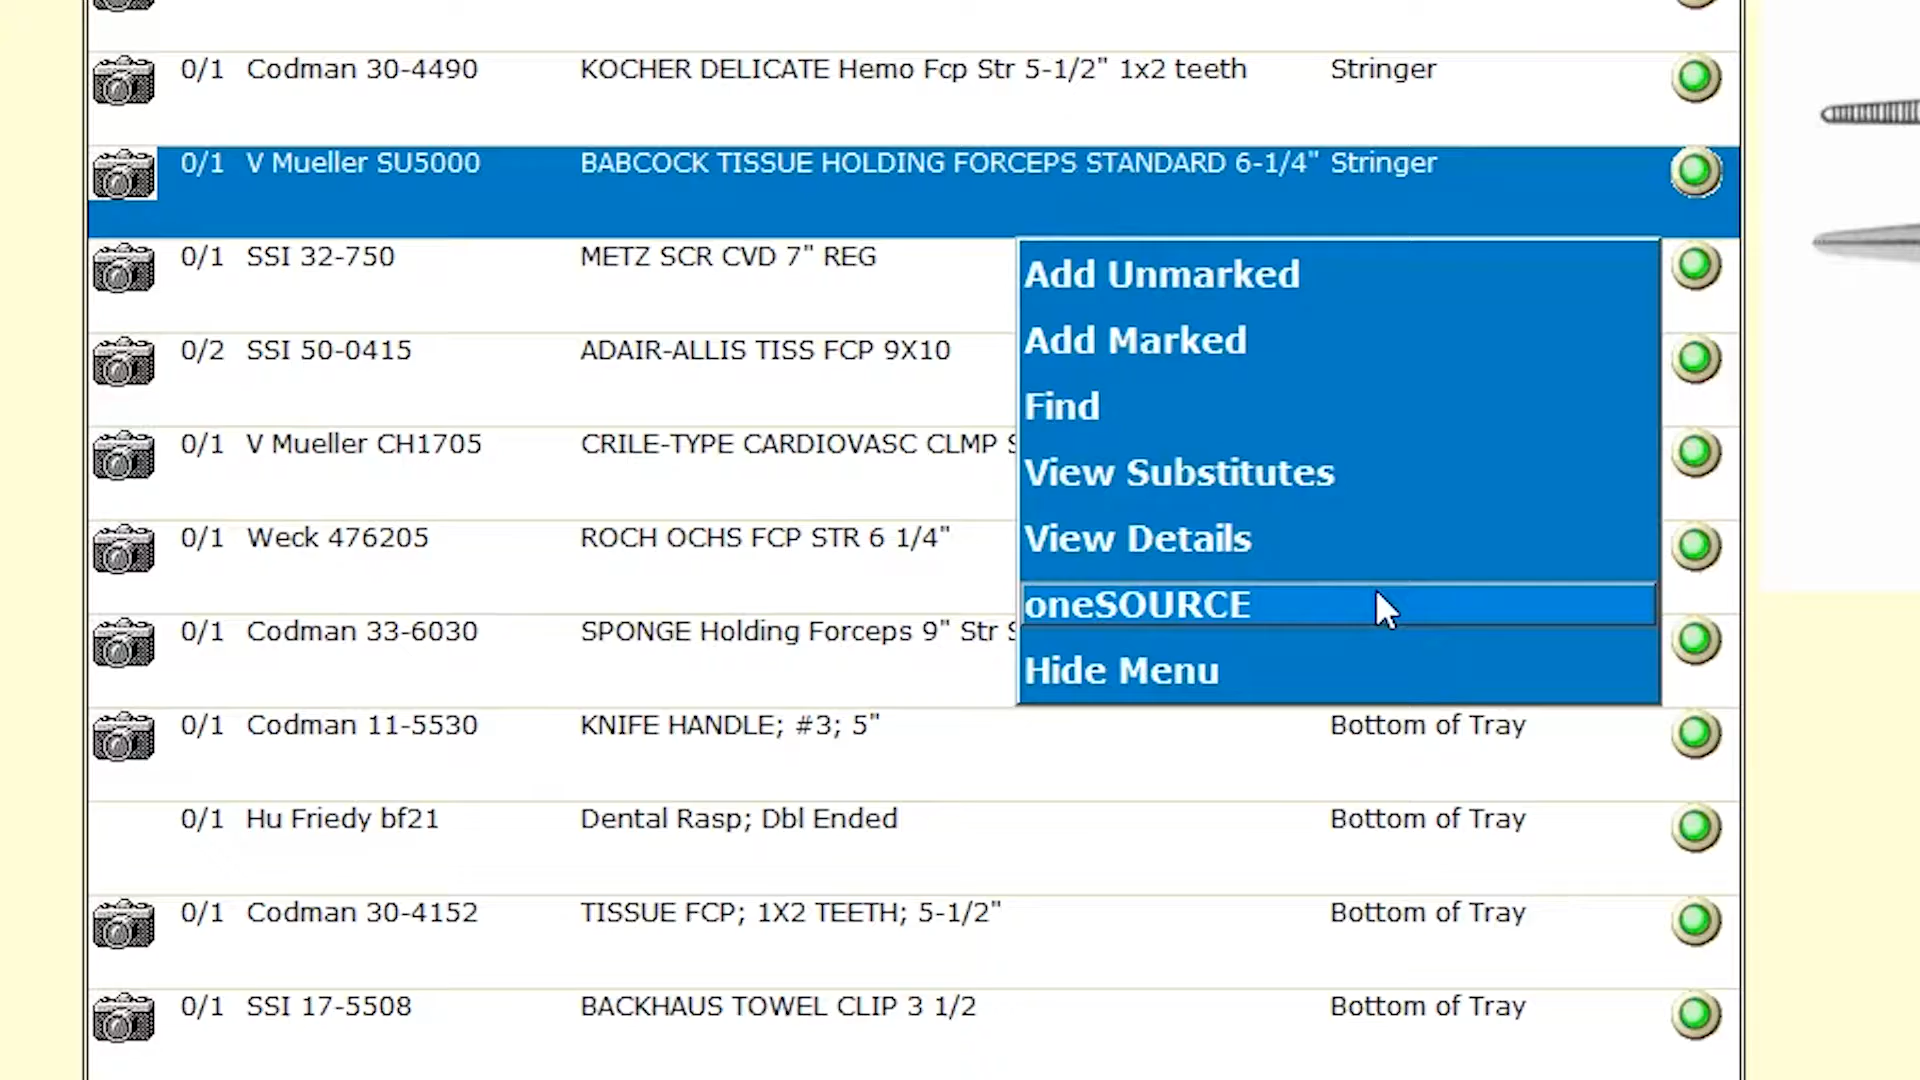 0/1 Codman 30-4490 KOCHER DELICATE Hemo Fcp Str 5-1/2" 1x2 teeth Stringer
0/1 V Mueller SU5000 BABCOCK TISSUE HOLDING FORCEPS STANDARD 6-1/4" Stringer
0/1 SSI 32-750 METZ SCR CVD 7" REG
0/2 SSI 50-0415 ADAIR-ALLIS TISS FCP 9X10
0/1 V Mueller CH1705 CRILE-TYPE CARDIOVASC CLMP S
0/1 Weck 476205 ROCH OCHS FCP STR 6 1/4"
0/1 Codman 33-6030 SPONGE Holding Forceps 9" Str S
Add Unmarked
Add Marked
Find
View Substitutes
View Details
oneSOURCE
Hide Menu
0/1 Codman 11-5530 KNIFE HANDLE; #3; 5" Bottom of Tray
0/1 Hu Friedy bf21 Dental Rasp; Dbl Ended Bottom of Tray
0/1 Codman 30-4152 TISSUE FCP; 1X2 TEETH; 5-1/2" Bottom of Tray
0/1 SSI 17-5508 BACKHAUS TOWEL CLIP 3 1/2 Bottom of Tray